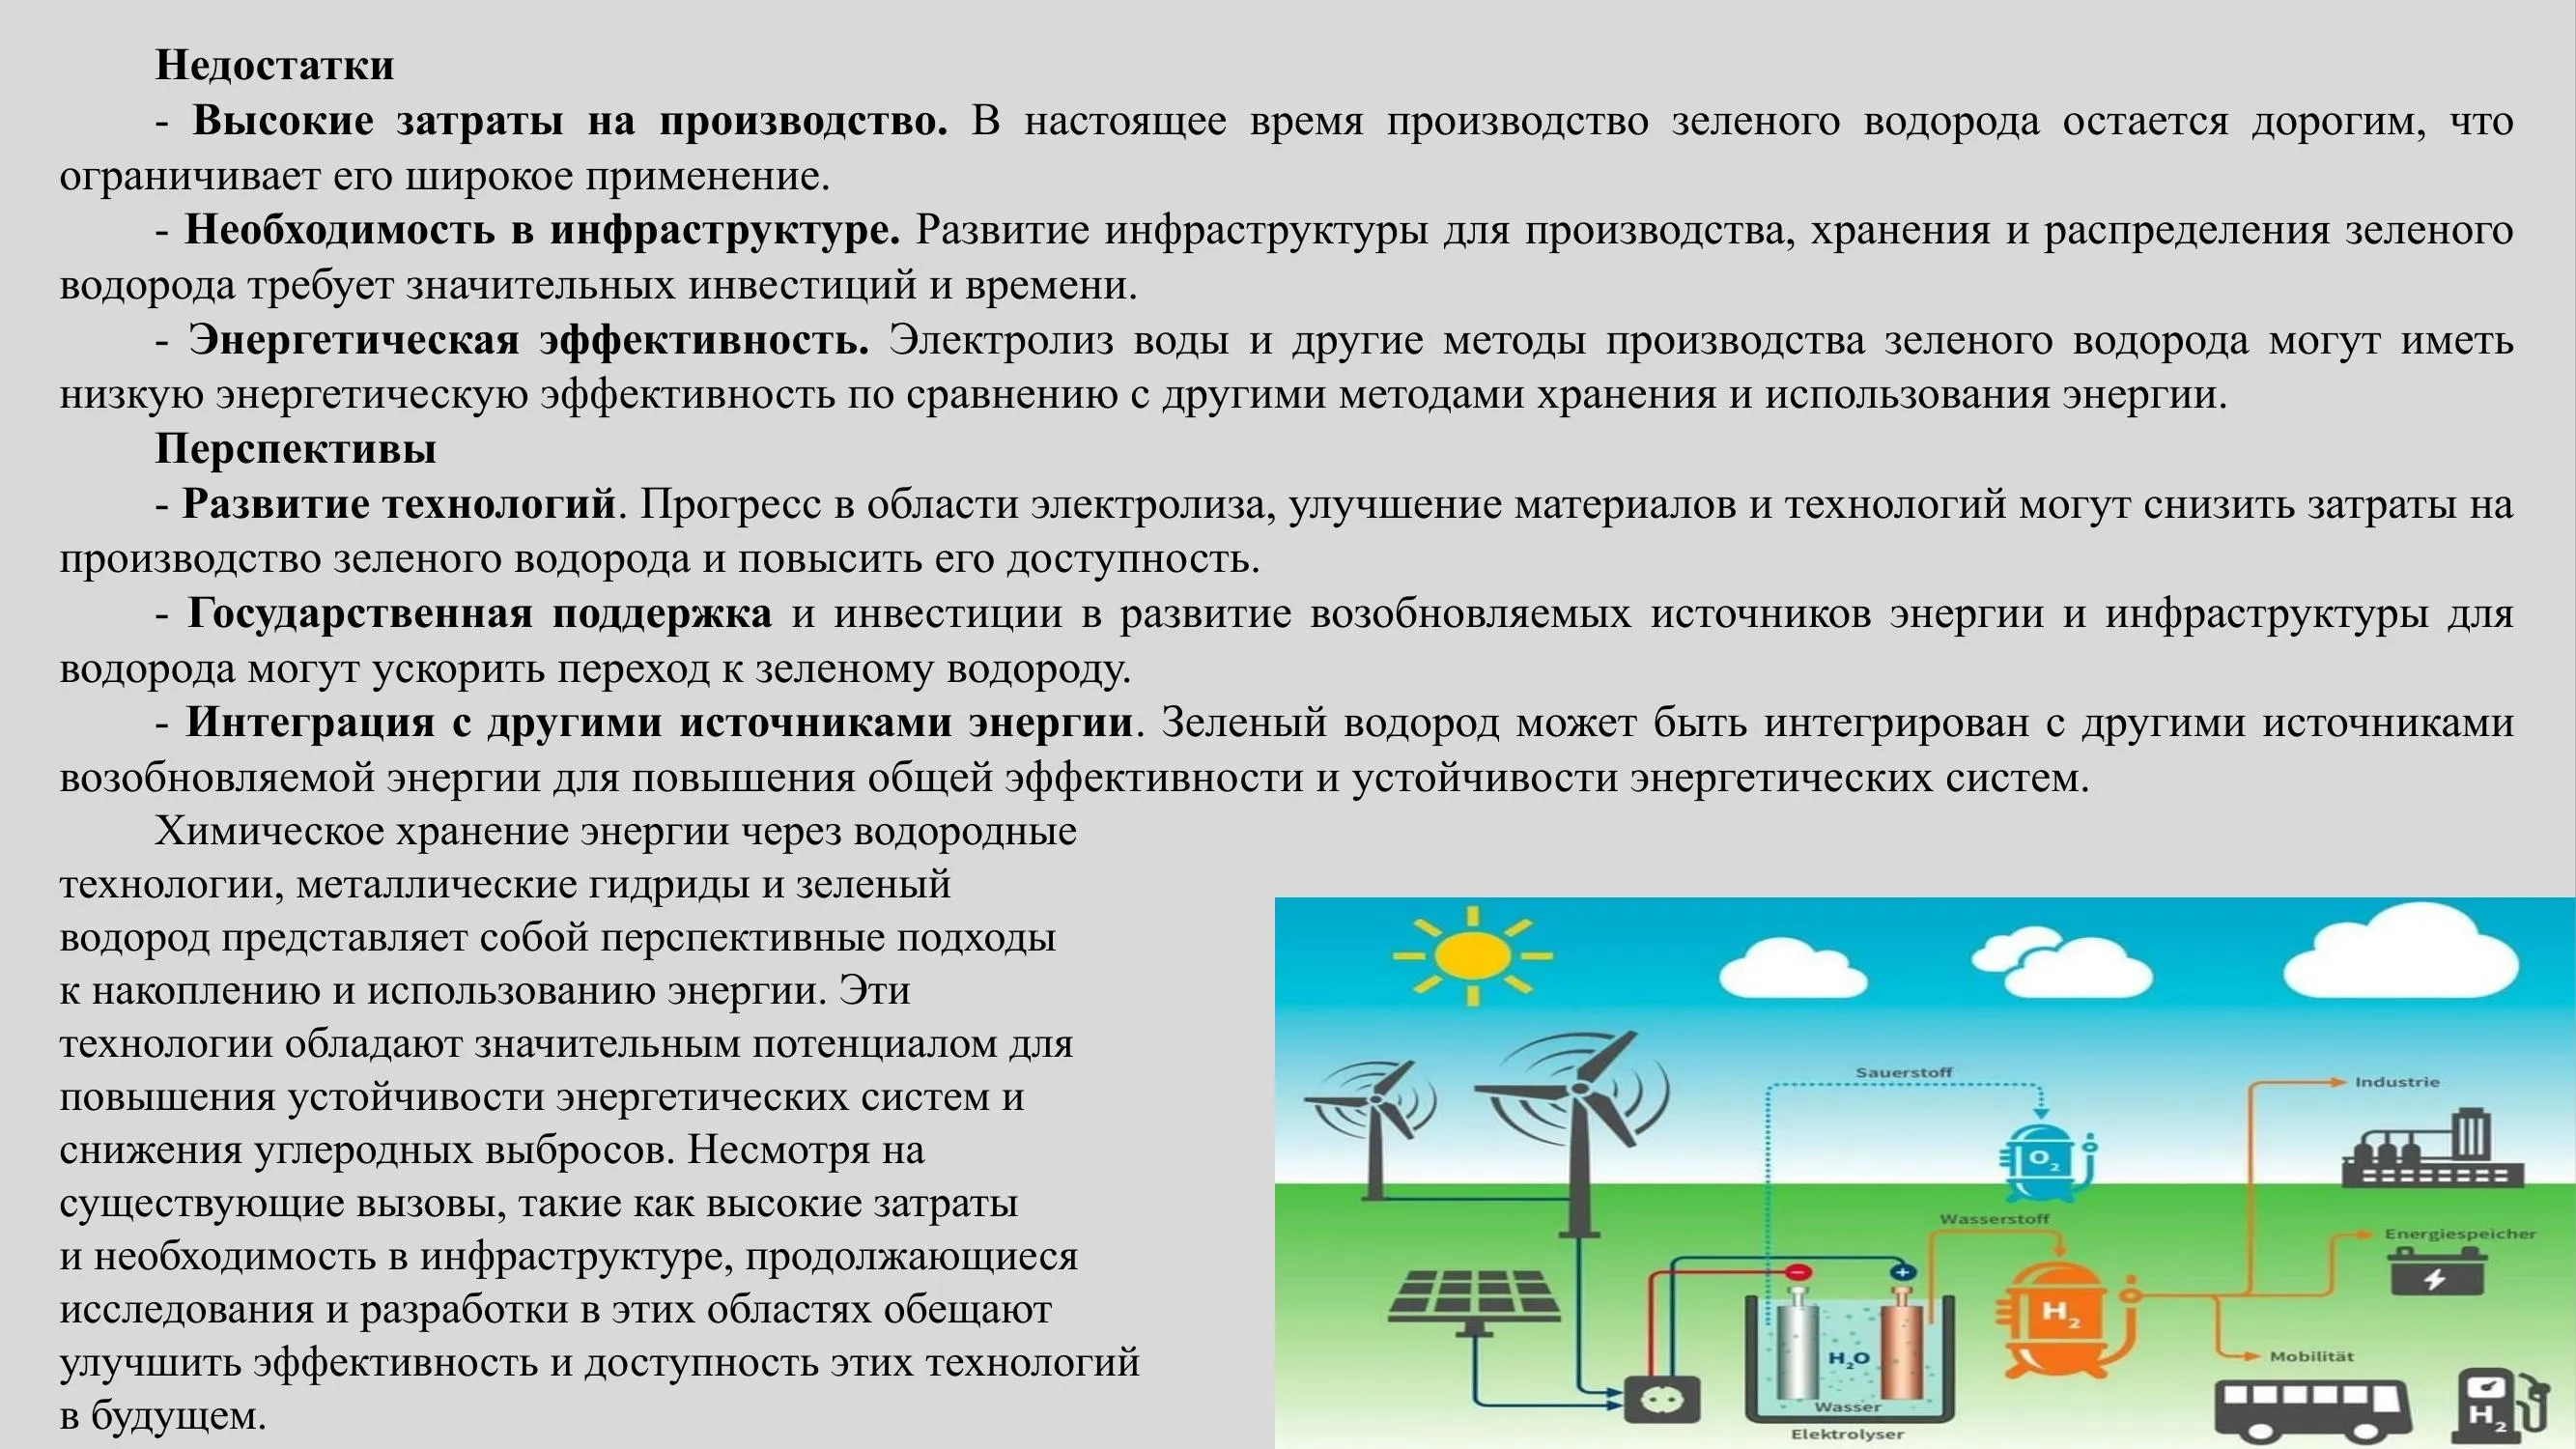 Недостатки
- Высокие затраты на производство. В настоящее время производство зеленого водорода остается дорогим, что
ограничивает его широкое применение.
- Необходимость в инфраструктуре. Развитие инфраструктуры для производства, хранения и распределения зеленого
водорода требует значительных инвестиций и времени.
- Энергетическая эффективность. Электролиз воды и другие методы производства зеленого водорода могут иметь
низкую энергетическую эффективность по сравнению с другими методами хранения и использования энергии.
Перспективы
- Развитие технологий. Прогресс в области электролиза, улучшение материалов и технологий могут снизить затраты на
производство зеленого водорода и повысить его доступность.
- Государственная поддержка и инвестиции в развитие возобновляемых источников энергии и инфраструктуры для
водорода могут ускорить переход к зеленому водороду.
- Интеграция с другими источниками энергии. Зеленый водород может быть интегрирован с другими источниками
возобновляемой энергии для повышения общей эффективности и устойчивости энергетических систем.
Химическое хранение энергии через водородные
технологии, металлические гидриды и зеленый
водород представляет собой перспективные подходы
к накоплению и использованию энергии. Эти
технологии обладают значительным потенциалом для
повышения устойчивости энергетических систем и
снижения углеродных выбросов. Несмотря на
существующие вызовы, такие как высокие затраты
и необходимость в инфраструктуре, продолжающиеся
исследования и разработки в этих областях обещают
улучшить эффективность и доступность этих технологий
в будущем.
Sauerstoff
Industrie
O2
Wasserstoff
Energiespeicher
−
+
H2
H2O
Mobilität
Wasser
H2
Elektrolyser